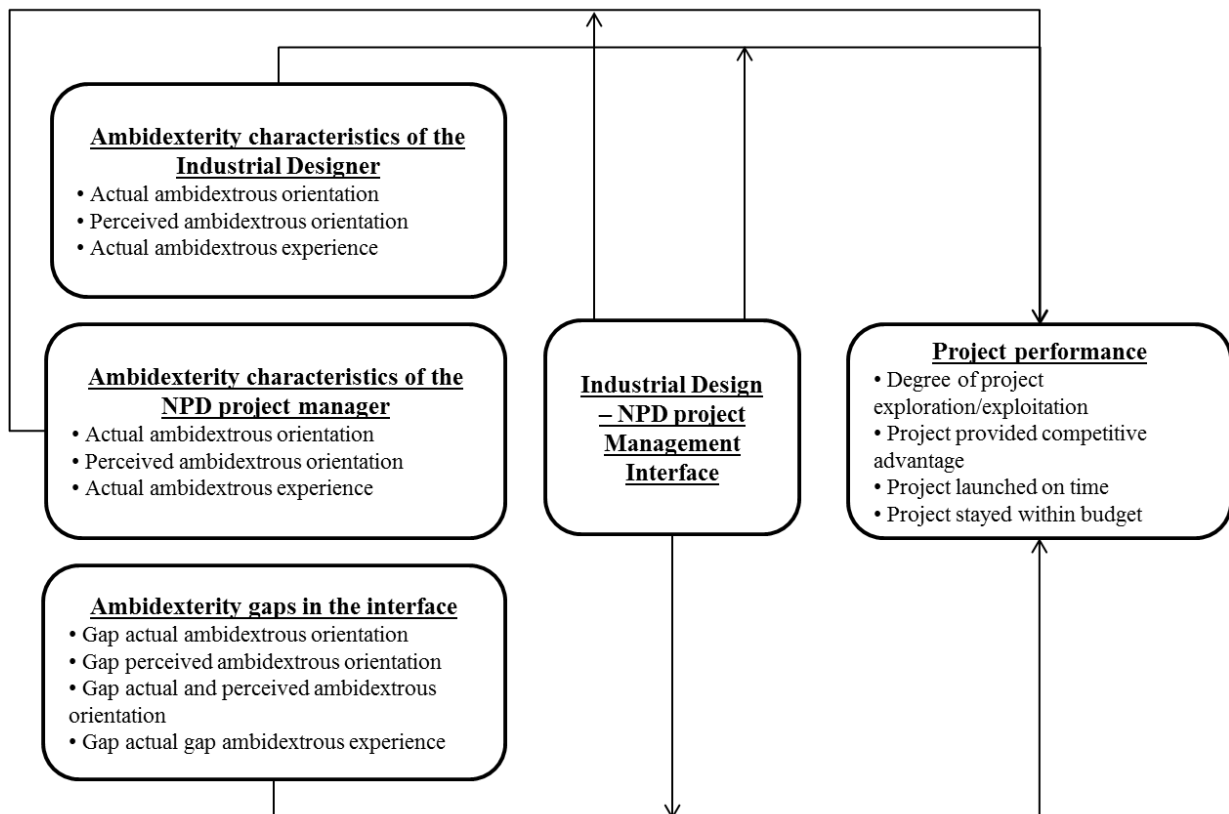 Ambidexterity characteristics of the
Industrial Designer
• Actual ambidextrous orientation
• Perceived ambidextrous orientation
• Actual ambidextrous experience
Ambidexterity characteristics of the
NPD project manager
• Actual ambidextrous orientation
• Perceived ambidextrous orientation
• Actual ambidextrous experience
Ambidexterity gaps in the interface
• Gap actual ambidextrous orientation
• Gap perceived ambidextrous orientation
• Gap actual and perceived ambidextrous
orientation
• Gap actual gap ambidextrous experience
Industrial Design
– NPD project
Management
Interface
Project performance
• Degree of project
exploration/exploitation
• Project provided competitive
advantage
• Project launched on time
• Project stayed within budget